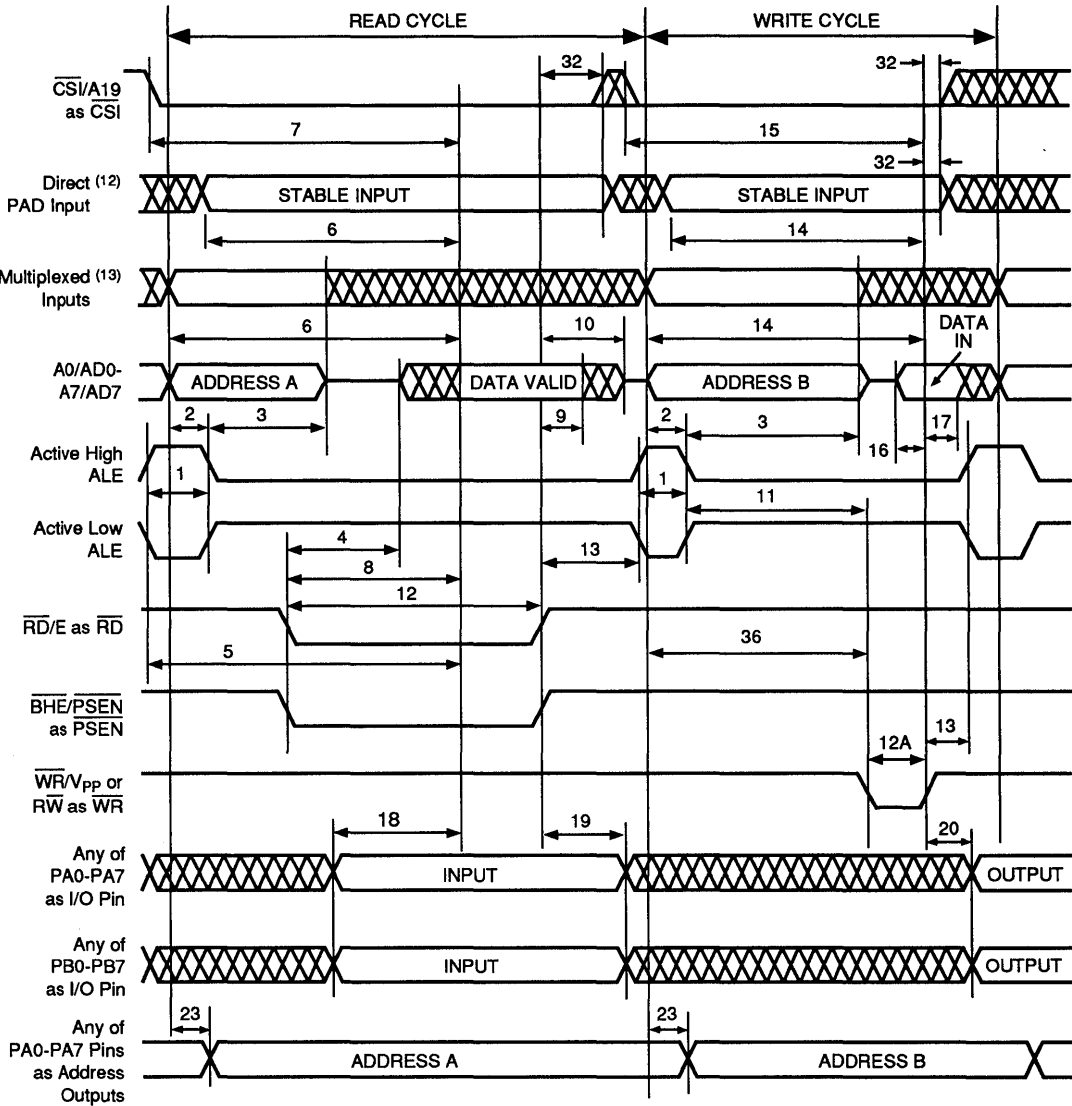 READ CYCLE WRITE CYCLE
32 32
CSI/A19
as CSI
7 15
32
Direct (12)
PAD Input
STABLE INPUT STABLE INPUT
6 14
Multiplexed (13)
Inputs
6 10 14 DATA
IN
A0/AD0-
A7/AD7
ADDRESS A DATA VALID ADDRESS B
2 3 9 2 3 16 17
Active High
ALE
1 1
11
Active Low
ALE
4 13
8
12
RD/E as RD
5 36
BHE/PSEN
as PSEN
12A 13
WR/VPP or
RW as WR
18 19 20
Any of
PA0-PA7
as I/O Pin
INPUT OUTPUT
Any of
PB0-PB7
as I/O Pin
INPUT OUTPUT
23 23
Any of
PA0-PA7 Pins
as Address
Outputs
ADDRESS A ADDRESS B